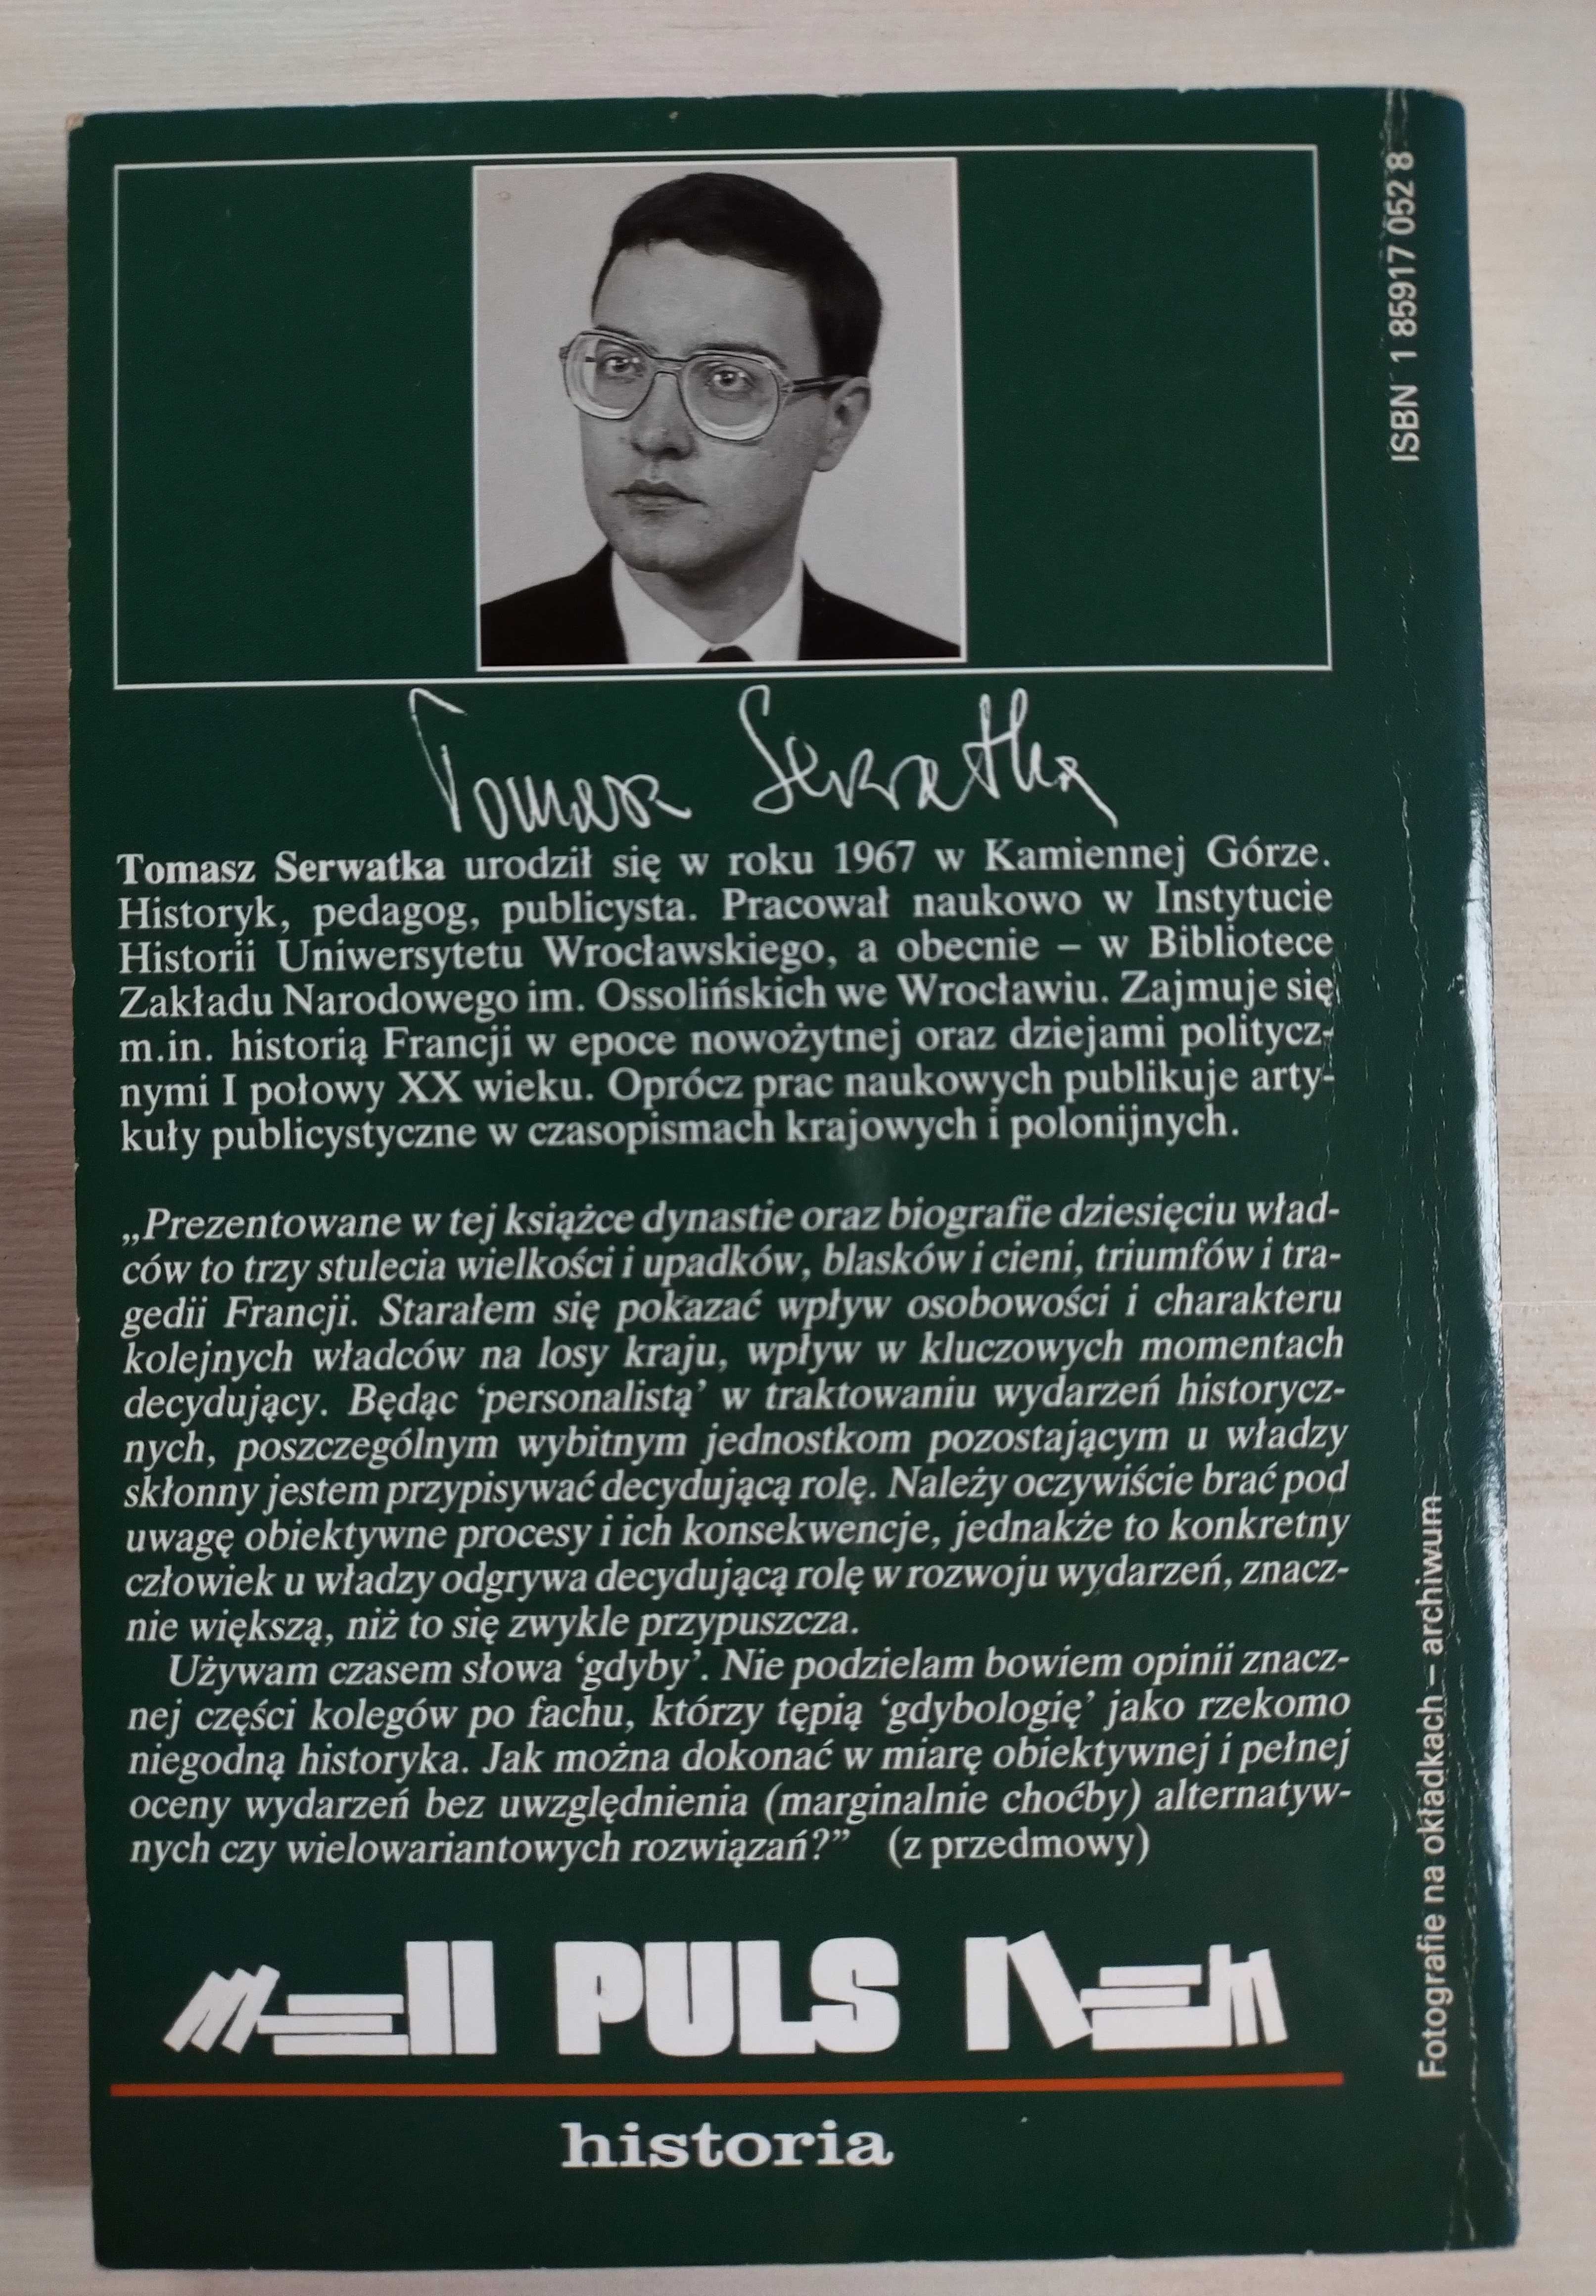 ISBN 1 85917 052 8
Tomasz Serwatka
Tomasz Serwatka urodził się w roku 1967 w Kamiennej Górze.
Historyk, pedagog, publicysta. Pracował naukowo w Instytucie
Historii Uniwersytetu Wrocławskiego, a obecnie – w Bibliotece
Zakładu Narodowego im. Ossolińskich we Wrocławiu. Zajmuje się
m.in. historią Francji w epoce nowożytnej oraz dziejami politycz-
nymi I połowy XX wieku. Oprócz prac naukowych publikuje arty-
kuły publicystyczne w czasopismach krajowych i polonijnych.
„Prezentowane w tej książce dynastie oraz biografie dziesięciu wład-
ców to trzy stulecia wielkości i upadków, blasków i cieni, triumfów i tra-
gedii Francji. Starałem się pokazać wpływ osobowości i charakteru
kolejnych władców na losy kraju, wpływ w kluczowych momentach
decydujący. Będąc ‘personalistą’ w traktowaniu wydarzeń historycz-
nych, poszczególnym wybitnym jednostkom pozostającym u władzy
skłonny jestem przypisywać decydującą rolę. Należy oczywiście brać pod
uwagę obiektywne procesy i ich konsekwencje, jednakże to konkretny
człowiek u władzy odgrywa decydującą rolę w rozwoju wydarzeń, znacz-
nie większą, niż to się zwykle przypuszcza.
Używam czasem słowa ‘gdyby’. Nie podzielam bowiem opinii znacz-
nej części kolegów po fachu, którzy tępią ‘gdybologię’ jako rzekomo
niegodną historyka. Jak można dokonać w miarę obiektywnej i pełnej
oceny wydarzeń bez uwzględnienia (marginalnie choćby) alternatyw-
nych czy wielowariantowych rozwiązań?” (z przedmowy)
Fotografie na okładkach – archiwum
PULS
historia